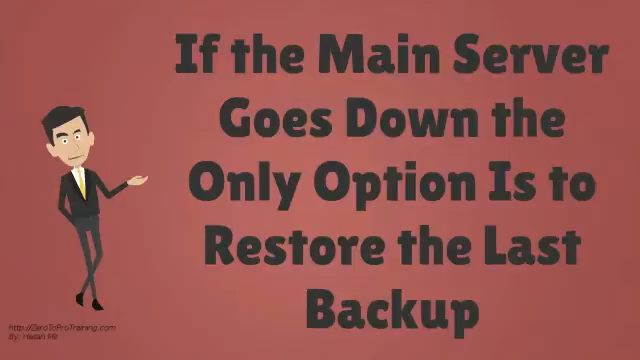 If the Main Server
Goes Down the
Only Option Is to
Restore the Last
Backup
http://ZeroToProTraining.com
By: Hasan Mir